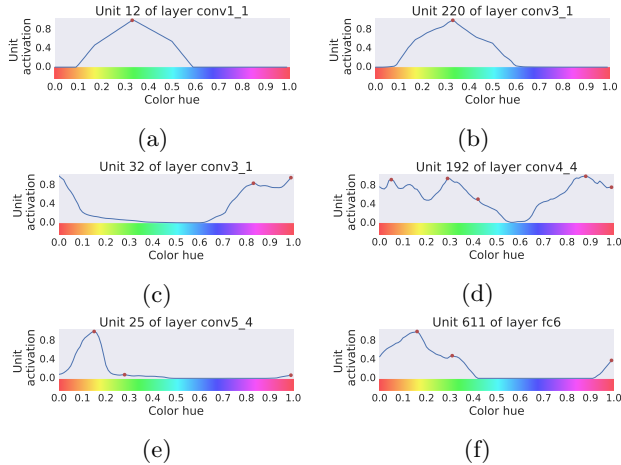 Unit 12 of layer conv1_1
Unit activation
0.8
0.4
0.0
0.0 0.1 0.2 0.3 0.4 0.5 0.6 0.7 0.8 0.9 1.0
Color hue
(a)
Unit 220 of layer conv3_1
Unit activation
0.8
0.4
0.0
0.0 0.1 0.2 0.3 0.4 0.5 0.6 0.7 0.8 0.9 1.0
Color hue
(b)
Unit 32 of layer conv3_1
Unit activation
0.8
0.4
0.0
0.0 0.1 0.2 0.3 0.4 0.5 0.6 0.7 0.8 0.9 1.0
Color hue
(c)
Unit 192 of layer conv4_4
Unit activation
0.8
0.4
0.0
0.0 0.1 0.2 0.3 0.4 0.5 0.6 0.7 0.8 0.9 1.0
Color hue
(d)
Unit 25 of layer conv5_4
Unit activation
0.8
0.4
0.0
0.0 0.1 0.2 0.3 0.4 0.5 0.6 0.7 0.8 0.9 1.0
Color hue
(e)
Unit 611 of layer fc6
Unit activation
0.8
0.4
0.0
0.0 0.1 0.2 0.3 0.4 0.5 0.6 0.7 0.8 0.9 1.0
Color hue
(f)